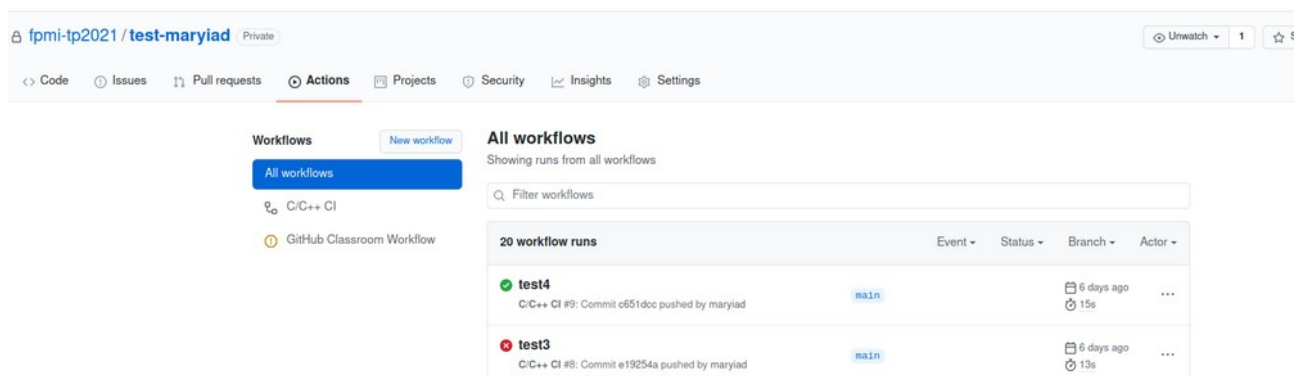 fpmi-tp2021 / test-maryiad Private
Unwatch 1
Code Issues Pull requests Actions Projects Security Insights Settings
Workflows New workflow
All workflows
C/C++ CI
GitHub Classroom Workflow
All workflows
Showing runs from all workflows
Filter workflows
20 workflow runs Event Status Branch Actor
test4
C/C++ CI #9: Commit c651dcc pushed by maryiad
main
6 days ago
15s
test3
C/C++ CI #8: Commit e19254a pushed by maryiad
main
6 days ago
13s